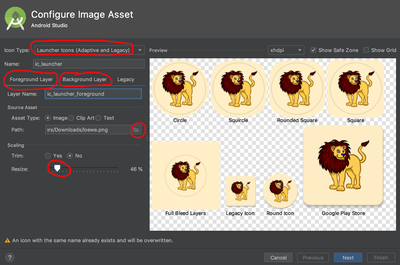 Configure Image Asset
Android Studio
Icon Type: Launcher Icons (Adaptive and Legacy)
Name: ic_launcher
Foreground Layer Background Layer Legacy
Layer Name: ic_launcher_foreground
Source Asset
Asset Type: Image Clip Art Text
Path: rs/Downloads/loewe.png
Scaling
Trim: Yes No
Resize: 46 %
Preview xhdpi Show Safe Zone Show Grid
Circle Squircle Rounded Square Square
Full Bleed Layers Legacy Icon Round Icon Google Play Store
An icon with the same name already exists and will be overwritten.
Cancel Previous Next Finish